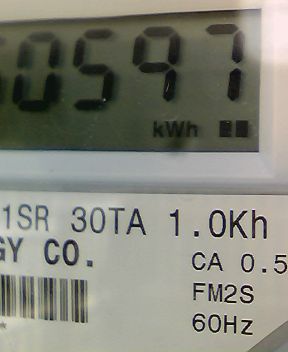 0597
kWh
1SR 30TA 1.0Kh
GY CO.
CA 0.5
FM2S
60Hz